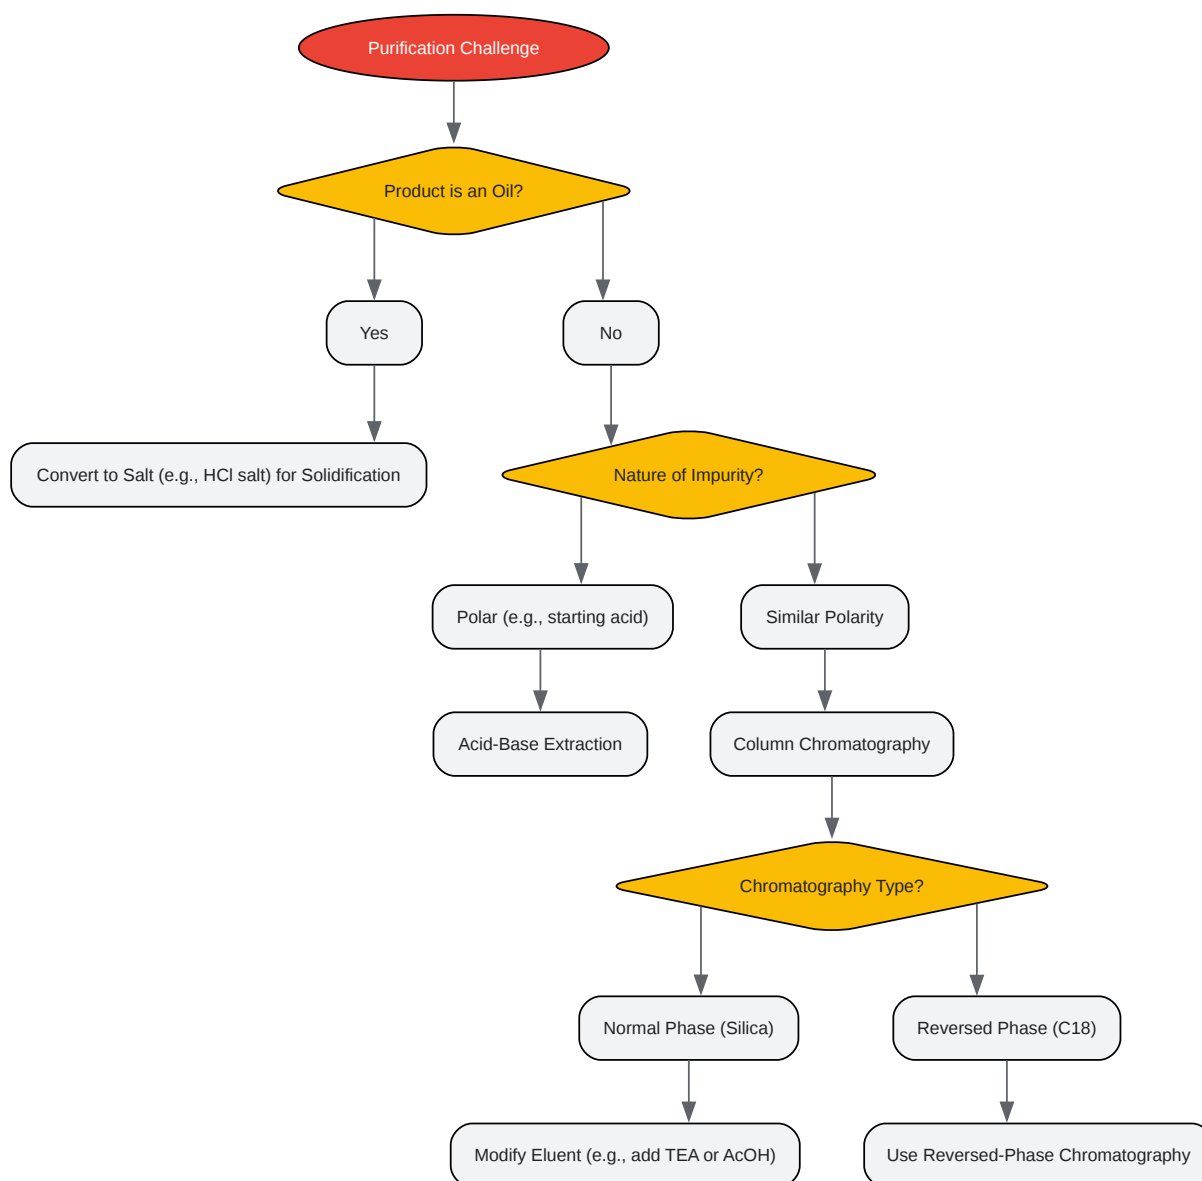 Purification Challenge
Product is an Oil?
Yes
No
Convert to Salt (e.g., HCl salt) for Solidification
Nature of Impurity?
Polar (e.g., starting acid)
Similar Polarity
Acid-Base Extraction
Column Chromatography
Chromatography Type?
Normal Phase (Silica)
Reversed Phase (C18)
Modify Eluent (e.g., add TEA or AcOH)
Use Reversed-Phase Chromatography